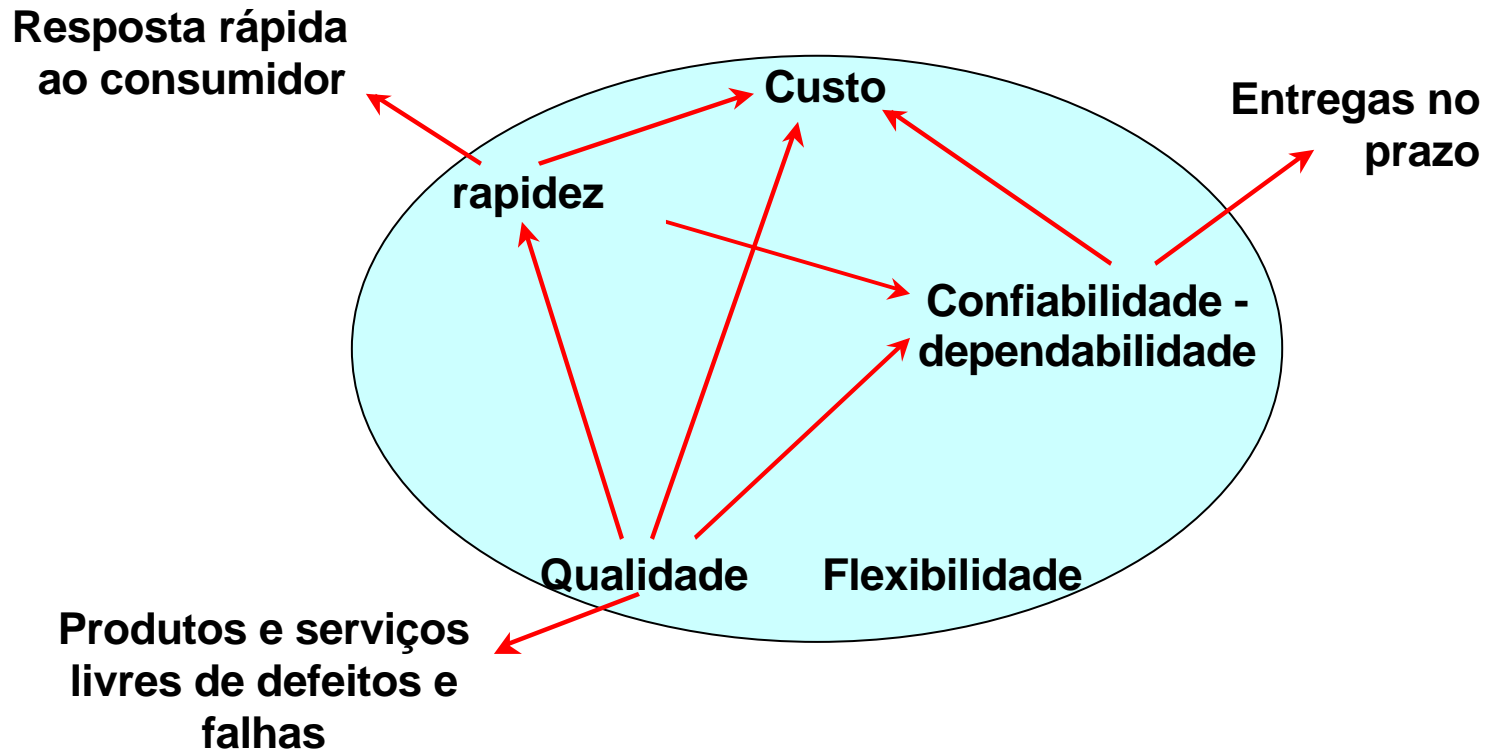 Resposta rápida
ao consumidor
Custo
Entregas no
prazo
rapidez
Confiabilidade -
dependabilidade
Qualidade
Flexibilidade
Produtos e serviços
livres de defeitos e
falhas